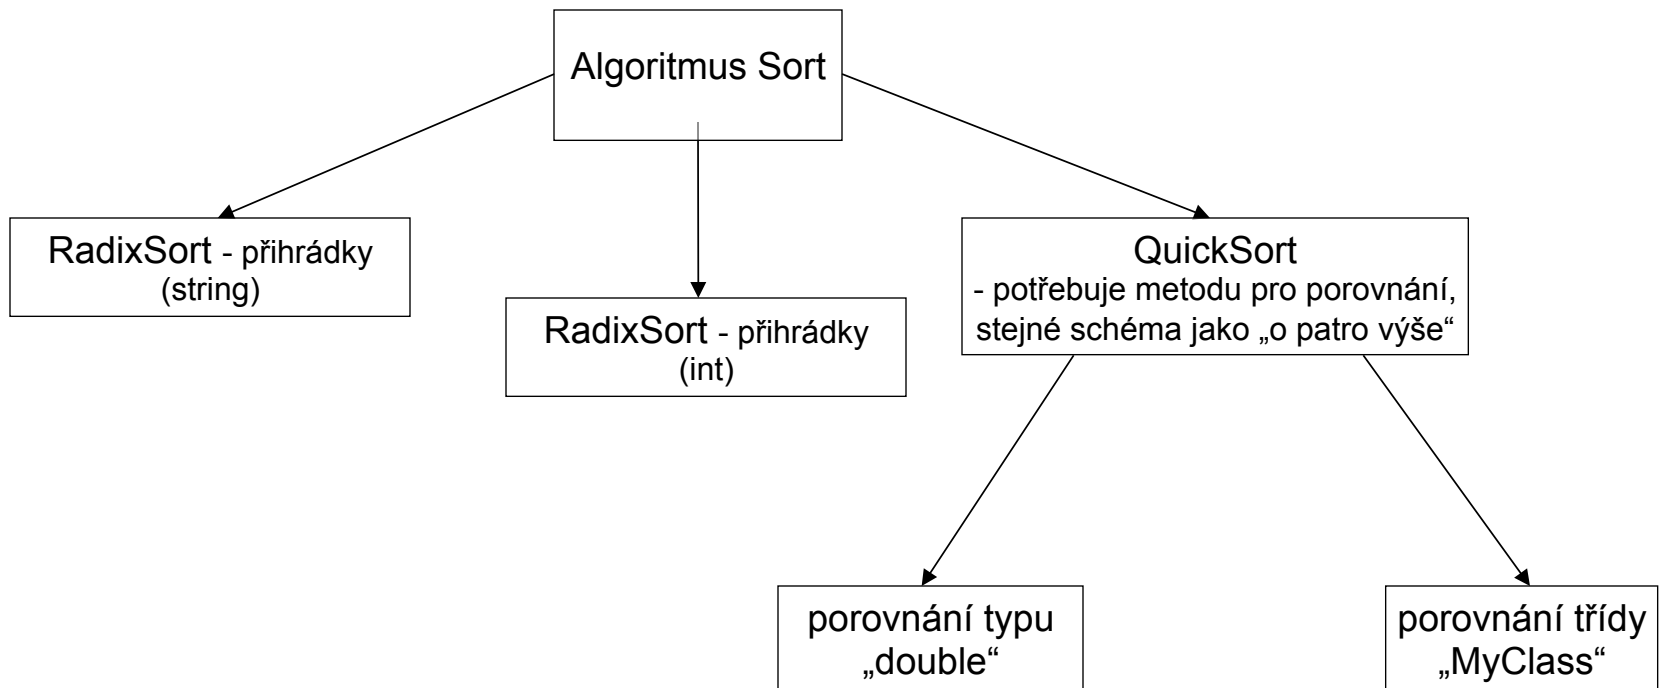 Algoritmus Sort
RadixSort - přihrádky
(string)
RadixSort - přihrádky
(int)
QuickSort
- potřebuje metodu pro porovnání,
stejné schéma jako „o patro výše“
porovnání typu
„double“
porovnání třídy
„MyClass“